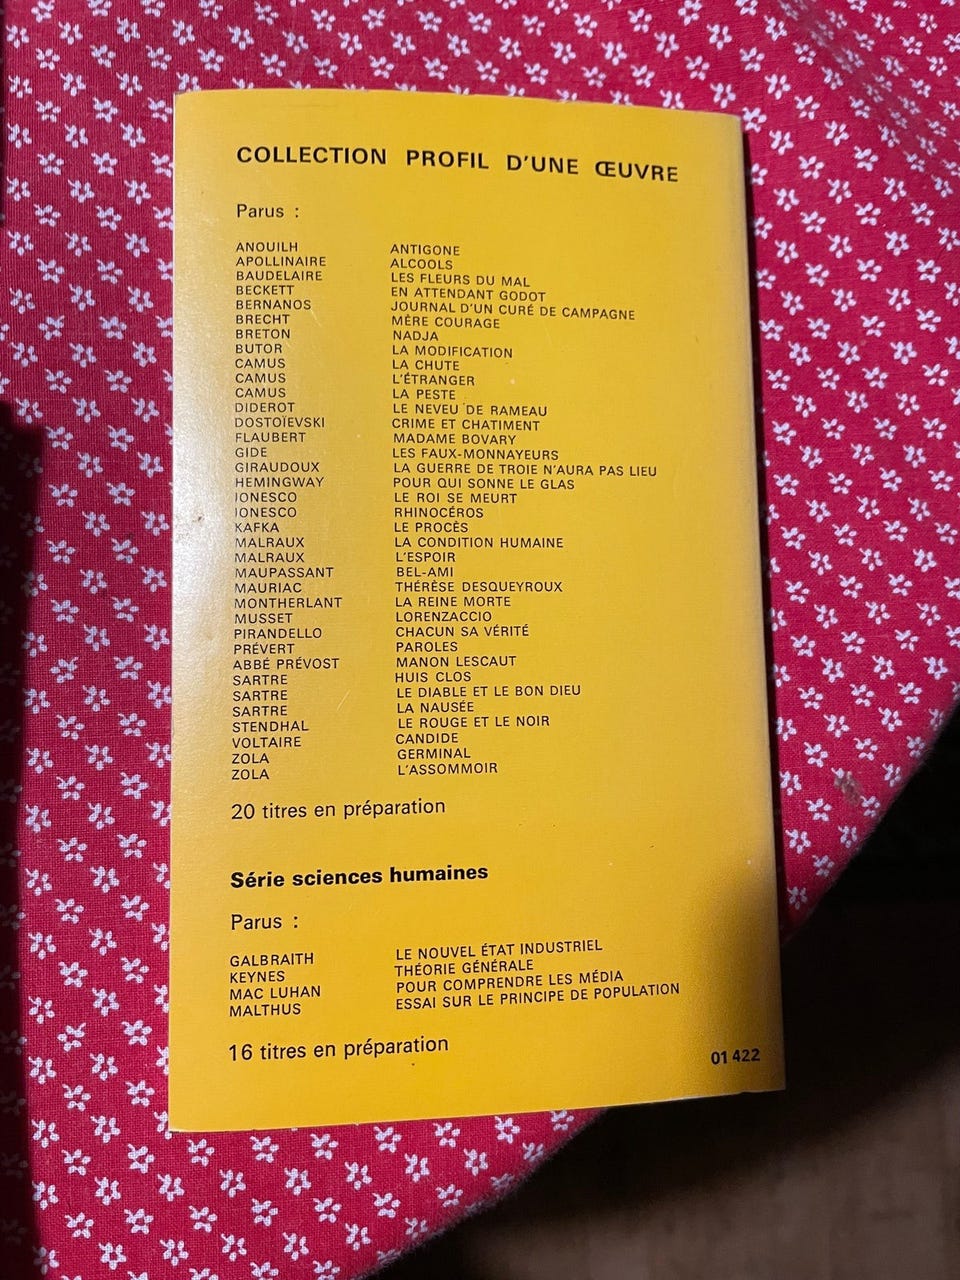 COLLECTION PROFIL D'UNE ŒUVRE
Parus :
ANOUILH ANTIGONE
APOLLINAIRE ALCOOLS
BAUDELAIRE LES FLEURS DU MAL
BECKETT EN ATTENDANT GODOT
BERNANOS JOURNAL D'UN CURÉ DE CAMPAGNE
BRECHT MÈRE COURAGE
BRETON NADJA
BUTOR LA MODIFICATION
CAMUS LA CHUTE
CAMUS L'ÉTRANGER
CAMUS LA PESTE
DIDEROT LE NEVEU DE RAMEAU
DOSTOÏEVSKI CRIME ET CHATIMENT
FLAUBERT MADAME BOVARY
GIDE LES FAUX-MONNAYEURS
GIRAUDOUX LA GUERRE DE TROIE N'AURA PAS LIEU
HEMINGWAY POUR QUI SONNE LE GLAS
IONESCO LE ROI SE MEURT
IONESCO RHINOCÉROS
KAFKA LE PROCÈS
MALRAUX LA CONDITION HUMAINE
MALRAUX L'ESPOIR
MAUPASSANT BEL-AMI
MAURIAC THÉRÈSE DESQUEYROUX
MONTHERLANT LA REINE MORTE
MUSSET LORENZACCIO
PIRANDELLO CHACUN SA VÉRITÉ
PRÉVERT PAROLES
ABBÉ PRÉVOST MANON LESCAUT
SARTRE HUIS CLOS
SARTRE LE DIABLE ET LE BON DIEU
SARTRE LA NAUSÉE
STENDHAL LE ROUGE ET LE NOIR
VOLTAIRE CANDIDE
ZOLA GERMINAL
ZOLA L'ASSOMMOIR
20 titres en préparation
Série sciences humaines
Parus :
GALBRAITH LE NOUVEL ÉTAT INDUSTRIEL
KEYNES THÉORIE GÉNÉRALE
MAC LUHAN POUR COMPRENDRE LES MÉDIA
MALTHUS ESSAI SUR LE PRINCIPE DE POPULATION
16 titres en préparation
01 422